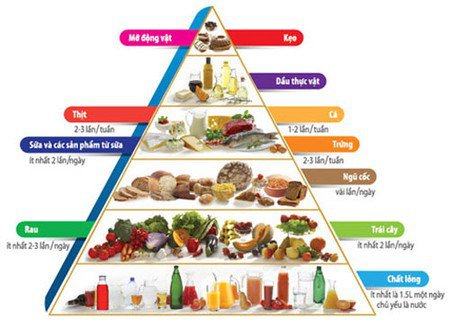 Mỡ động vật
Kẹo
Dầu thực vật
Thịt
2-3 lần/tuần
Cá
1-2 lần/tuần
Sữa và các sản phẩm từ sữa
ít nhất 2 lần/ngày
Trứng
2-3 lần/tuần
Ngũ cốc
vài lần/ngày
Rau
ít nhất 2-3 lần/ngày
Trái cây
ít nhất 2 lần/ngày
Chất lỏng
ít nhất là 1.5L một ngày
chủ yếu là nước